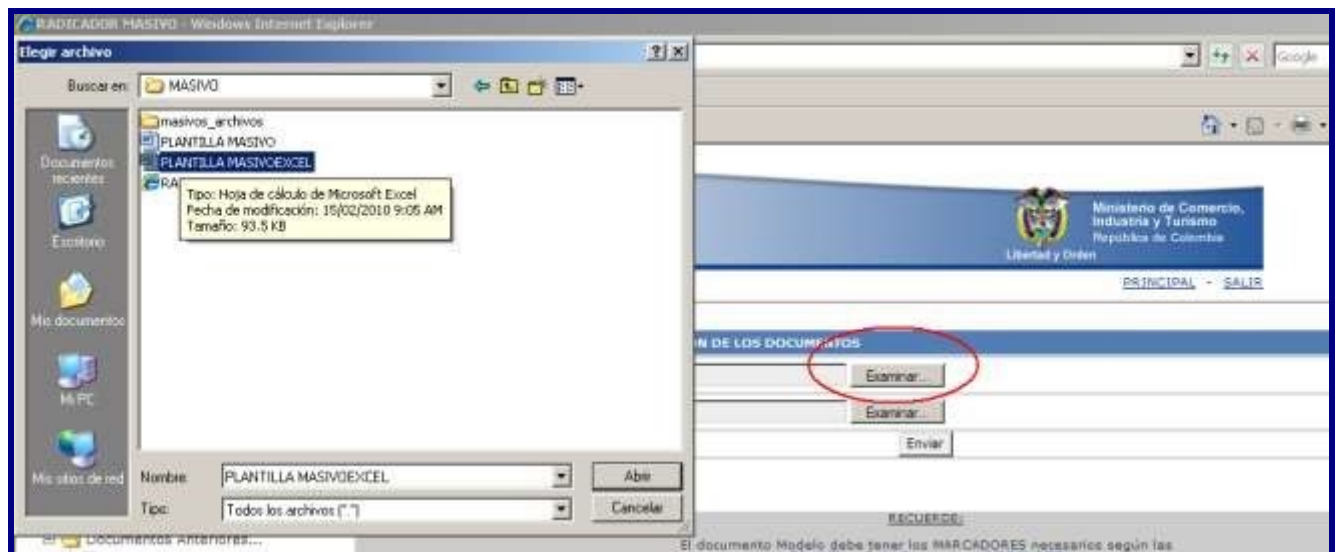 RADICADOR MASIVO - Windows Internet Explorer
Elegir archivo
Buscar en:
MASIVO
masivos_archivos
PLANTILLA MASIVO
PLANTILLA MASIVOEXCEL
RA
Tipo: Hoja de cálculo de Microsoft Excel
Fecha de modificación: 15/02/2010 9:05 AM
Tamaño: 93.5 KB
Documentos recientes
Escritorio
Mis documentos
Mi PC
Mis sitios de red
Nombre:
PLANTILLA MASIVOEXCEL
Abrir
Tipo:
Todos los archivos (*.*)
Cancelar
Documentos Anteriores...
Google
Libertad y Orden
Ministerio de Comercio,
Industria y Turismo
República de Colombia
PRINCIPAL - SALIR
N DE LOS DOCUMENTOS
Examinar...
Examinar...
Enviar
RECUERDE:
El documento Modelo debe tener los MARCADORES necesarios según las